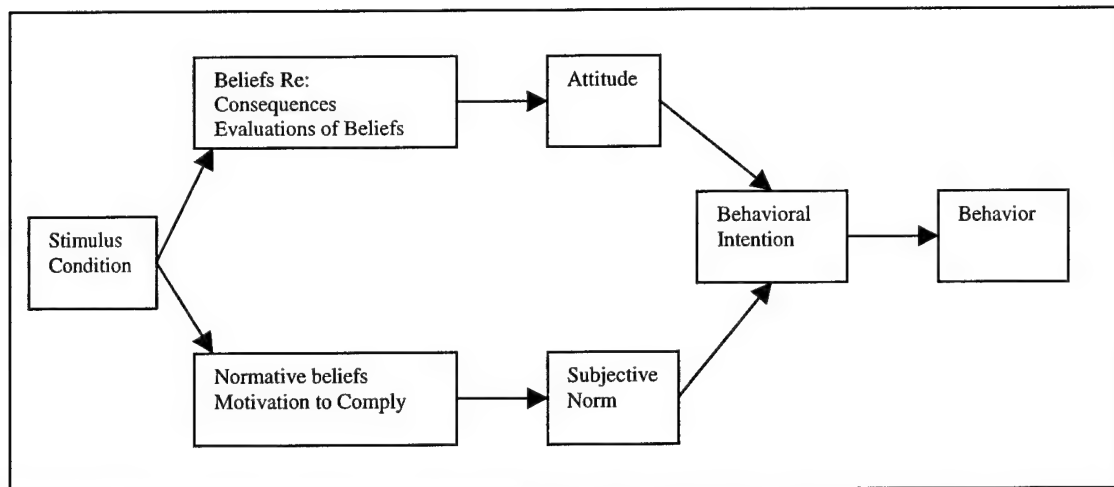 Beliefs Re:
Consequences
Evaluations of Beliefs
Attitude
Stimulus
Condition
Behavioral
Intention
Behavior
Normative beliefs
Motivation to Comply
Subjective
Norm